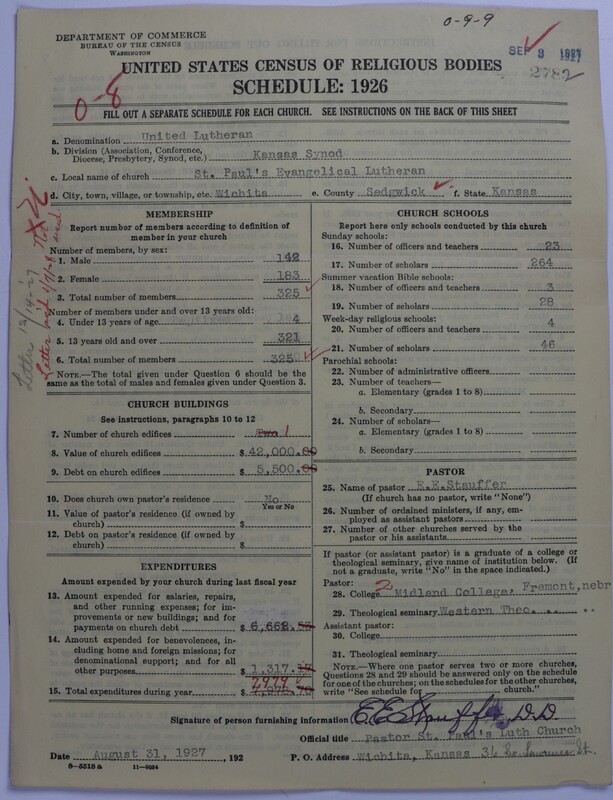 0-9-9
DEPARTMENT OF COMMERCE
BUREAU OF THE CENSUS
WASHINGTON
SEP 3 1927
2782
UNITED STATES CENSUS OF RELIGIOUS BODIES
SCHEDULE: 1926
0-8
FILL OUT A SEPARATE SCHEDULE FOR EACH CHURCH. SEE INSTRUCTIONS ON THE BACK OF THIS SHEET
a. Denomination United Lutheran
b. Division (Association, Conference, Diocese, Presbytery, Synod, etc.) Kansas Synod
c. Local name of church St. Paul's Evangelical Lutheran
d. City, town, village, or township, etc. Wichita e. County Sedgwick f. State Kansas
Letter 12/14-27
MEMBERSHIP
Report number of members according to definition of member in your church
Number of members, by sex:
1. Male 142
2. Female 183
3. Total number of members 325
Number of members under and over 13 years old:
4. Under 13 years of age 4
5. 13 years old and over 321
6. Total number of members 325
NOTE.—The total given under Question 6 should be the same as the total of males and females given under Question 3.
CHURCH BUILDINGS
See instructions, paragraphs 10 to 12
7. Number of church edifices Two 1
8. Value of church edifices $42,000.00
9. Debt on church edifices $5,500.00
10. Does church own pastor's residence No
Yes or No
11. Value of pastor's residence (if owned by church) $
12. Debt on pastor's residence (if owned by church) $
EXPENDITURES
Amount expended by your church during last fiscal year
13. Amount expended for salaries, repairs, and other running expenses; for improvements or new buildings; and for payments on church debt $
14. Amount expended for benevolences, including home and foreign missions; for denominational support; and for all other purposes $1,317.
15. Total expenditures during year $
CHURCH SCHOOLS
Report here only schools conducted by this church
Sunday schools:
16. Number of officers and teachers 23
17. Number of scholars 264
Summer vacation Bible schools:
18. Number of officers and teachers 3
19. Number of scholars 28
Week-day religious schools:
20. Number of officers and teachers 4
21. Number of scholars 46
Parochial schools:
22. Number of administrative officers
23. Number of teachers—
a. Elementary (grades 1 to 8)
b. Secondary
24. Number of scholars—
a. Elementary (grades 1 to 8)
b. Secondary
PASTOR
25. Name of pastor E.E.Stauffer
(If church has no pastor, write "None")
26. Number of ordained ministers, if any, employed as assistant pastors
27. Number of other churches served by the pastor or his assistants
If pastor (or assistant pastor) is a graduate of a college or theological seminary, give name of institution below. (If not a graduate, write "No" in the space indicated.)
Pastor:
28. College 2 Midland College, Fremont, nebr
29. Theological seminary Western Theo.
Assistant pastor:
30. College
31. Theological seminary
NOTE.—Where one pastor serves two or more churches, Questions 28 and 29 should be answered only on the schedule for one of the churches; on the schedules for the other churches, write "See schedule for church."
Signature of person furnishing information E.E. Stauffer, D.D.
Official title Pastor St. Paul's Luth Church
Date August 31, 1927, 192
P. O. Address Wichita, Kansas 36 So. Lawrence St.
8—5518 a 11—9034